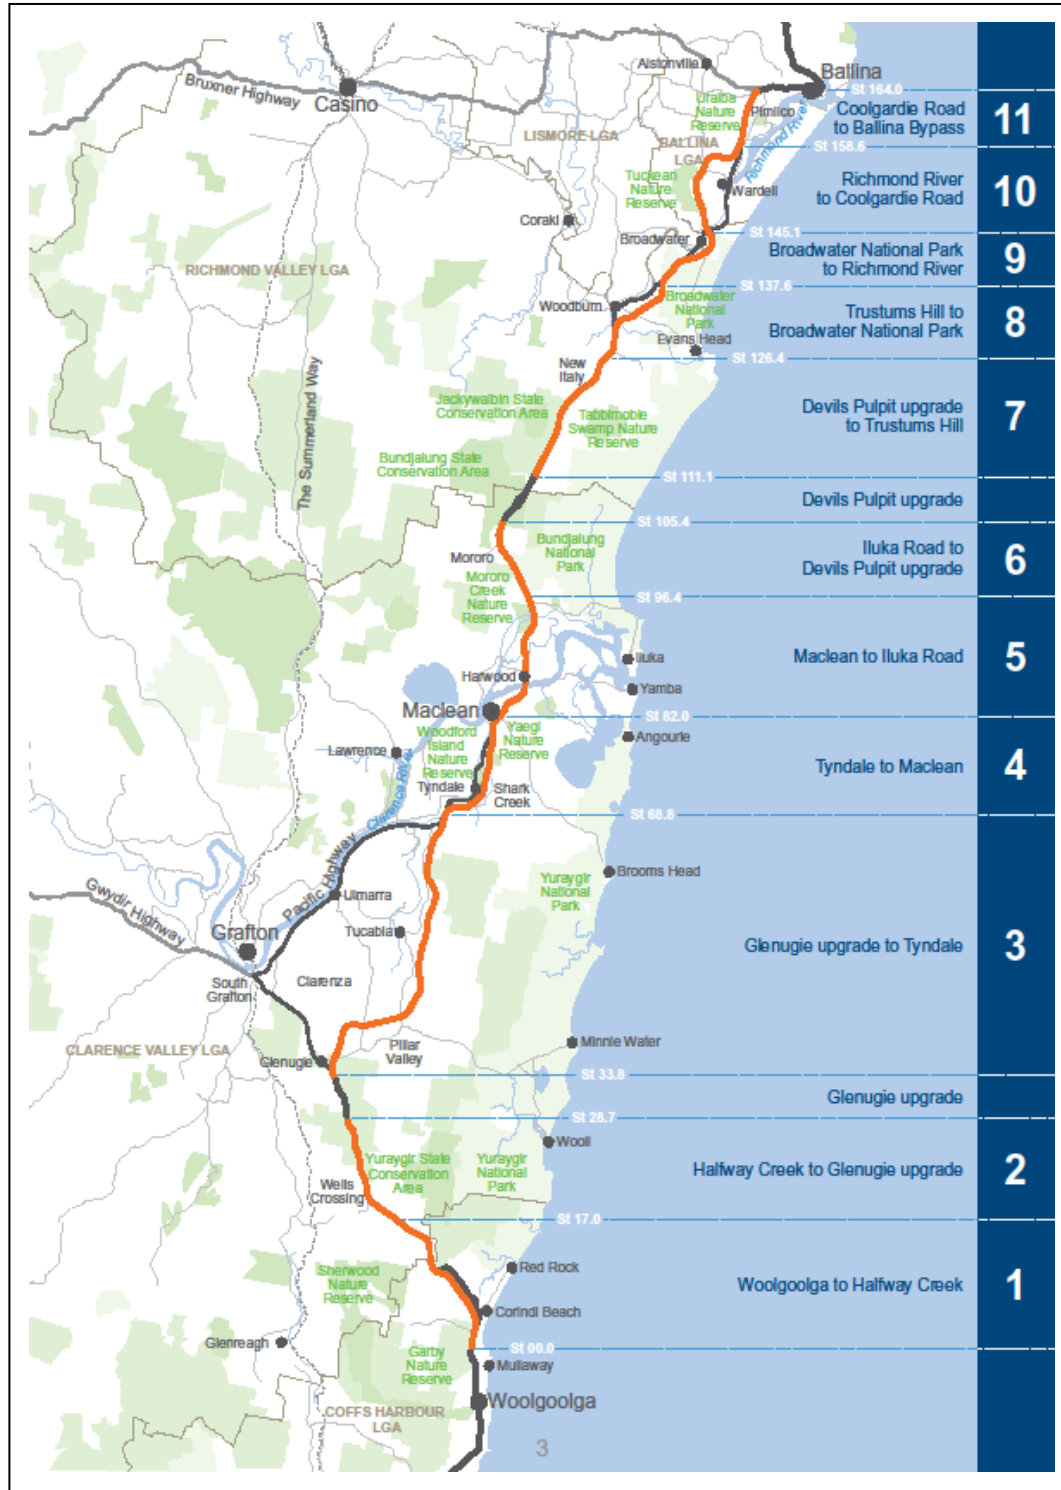 Alstonville
Ballina
St 164.0
Bruxner Highway
Casino
Uralba
Nature
Reserve
Pimlico
Coolgardie Road
to Ballina Bypass
11
LISMORE LGA
BALLINA
LGA
Richmond River
St 158.6
Tuckean
Nature
Reserve
Wardell
Richmond River
to Coolgardie Road
10
Coraki
Broadwater
St 145.1
RICHMOND VALLEY LGA
Broadwater National Park
to Richmond River
9
St 137.6
Woodburn
Broadwater
National
Park
Trustums Hill to
Broadwater National Park
8
Evans Head
St 126.4
New
Italy
The Summerland Way
Jackywalbin State
Conservation Area
Tabbimoble
Swamp Nature
Reserve
Devils Pulpit upgrade
to Trustums Hill
7
Bundjalung State
Conservation Area
St 111.1
Devils Pulpit upgrade
St 105.4
Bundjalung
National
Park
Mororo
Mororo
Creek
Nature
Reserve
Iluka Road to
Devils Pulpit upgrade
6
St 96.4
Iluka
Harwood
Maclean to Iluka Road
5
Yamba
Maclean
St 82.0
Woodford
Island
Nature
Reserve
Yaegl
Nature
Reserve
Angourie
Lawrence
Clarence River
Tyndale
Shark
Creek
Tyndale to Maclean
4
St 68.8
Pacific Highway
Gwydir Highway
Ulmarra
Yuraygir
National
Park
Brooms Head
Grafton
Tucabia
Glenugie upgrade to Tyndale
3
South
Grafton
Clarenza
CLARENCE VALLEY LGA
Glenugie
Pillar
Valley
Minnie Water
St 33.8
Glenugie upgrade
St 28.7
Wooli
Yuraygir State
Conservation
Area
Yuraygir
National
Park
Wells
Crossing
Halfway Creek to Glenugie upgrade
2
St 17.0
Sherwood
Nature
Reserve
Red Rock
Woolgoolga to Halfway Creek
1
Corindi Beach
Glenreagh
St 00.0
Garby
Nature
Reserve
Mullaway
Woolgoolga
COFFS HARBOUR
LGA
3